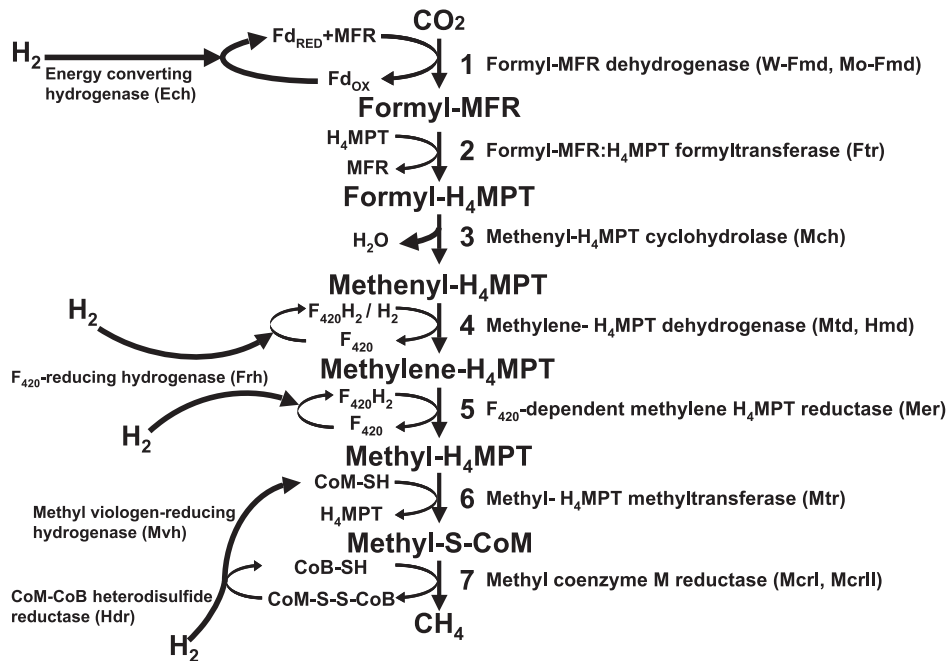 CO₂
H₂
Fd_RED+MFR
Energy converting
hydrogenase (Ech)
Fd_OX
1 Formyl-MFR dehydrogenase (W-Fmd, Mo-Fmd)
Formyl-MFR
H₄MPT
MFR
2 Formyl-MFR:H₄MPT formyltransferase (Ftr)
Formyl-H₄MPT
H₂O
3 Methenyl-H₄MPT cyclohydrolase (Mch)
Methenyl-H₄MPT
H₂
F₄₂₀H₂ / H₂
F₄₂₀
4 Methylene- H₄MPT dehydrogenase (Mtd, Hmd)
Methylene-H₄MPT
F₄₂₀-reducing hydrogenase (Frh)
H₂
F₄₂₀H₂
F₄₂₀
5 F₄₂₀-dependent methylene H₄MPT reductase (Mer)
Methyl-H₄MPT
CoM-SH
H₄MPT
6 Methyl- H₄MPT methyltransferase (Mtr)
Methyl viologen-reducing
hydrogenase (Mvh)
Methyl-S-CoM
CoB-SH
CoM-S-S-CoB
7 Methyl coenzyme M reductase (McrI, McrII)
CoM-CoB heterodisulfide
reductase (Hdr)
H₂
CH₄